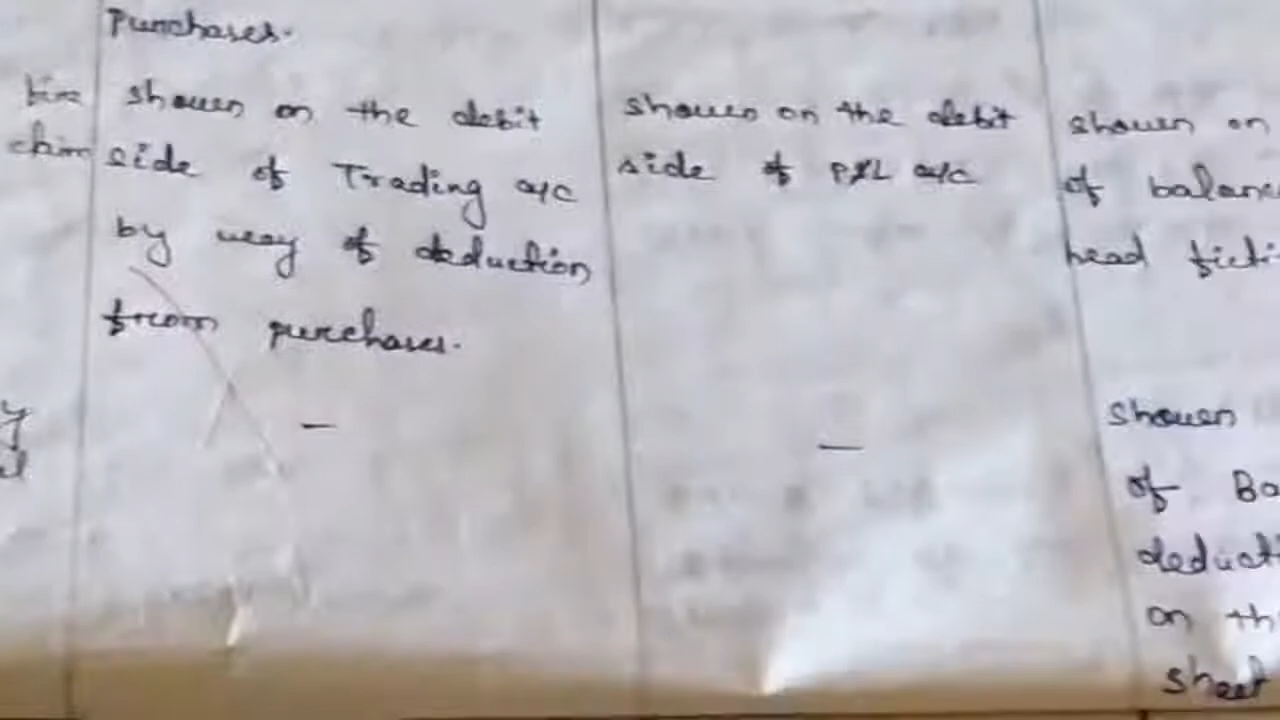 Purchases.
shown on the debit
side of Trading a/c
by way of deduction
from purchases.
—
shown on the debit
side of P&L a/c
—
shown on
of balanc
head ficti
shown
of Ba
deduct
on th
sheet